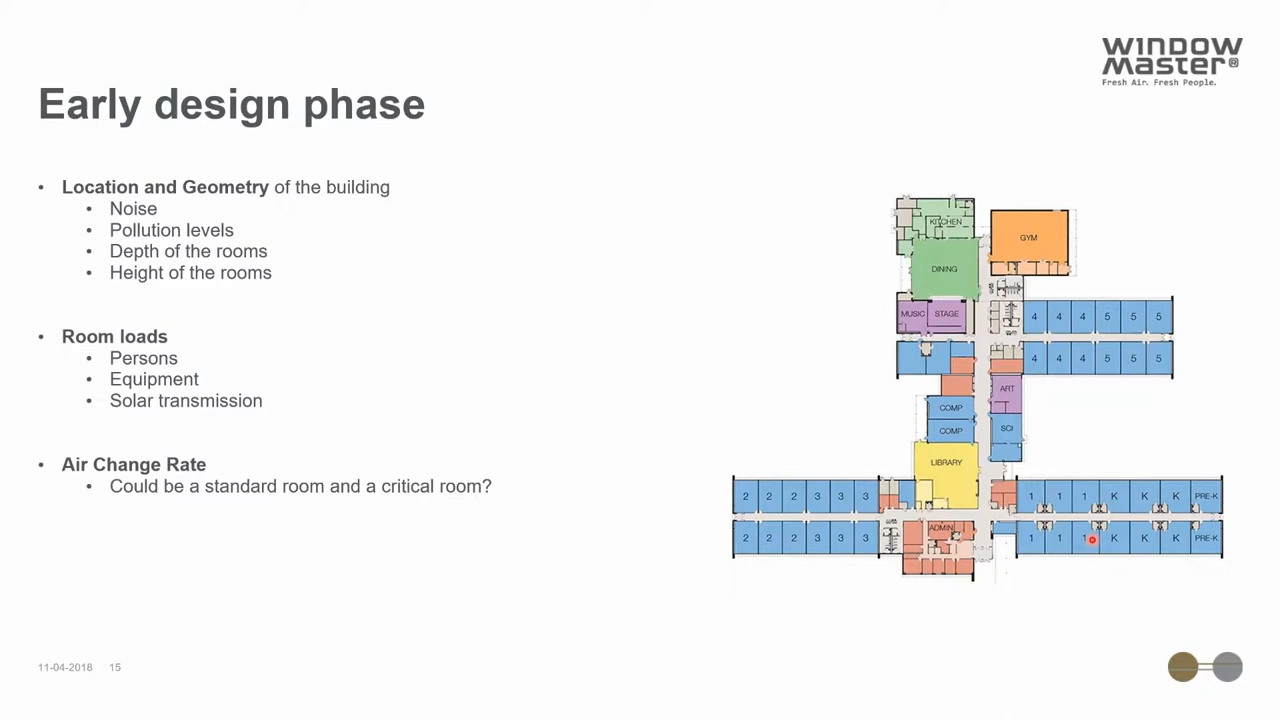 WINDOW
Master®
Fresh Air. Fresh People.
Early design phase
• Location and Geometry of the building
• Noise
• Pollution levels
• Depth of the rooms
• Height of the rooms
• Room loads
• Persons
• Equipment
• Solar transmission
• Air Change Rate
• Could be a standard room and a critical room?
KITCHEN
GYM
DINING
MUSIC STAGE
4 4 4 5 5 5
4 4 4 5 5 5
ART
COMP
SCI
COMP
LIBRARY
2 2 2 3 3 3
1 1 1 K K K PRE-K
ADMIN
2 2 2 3 3 3
1 1 1 K K K PRE-K
11-04-2018 15